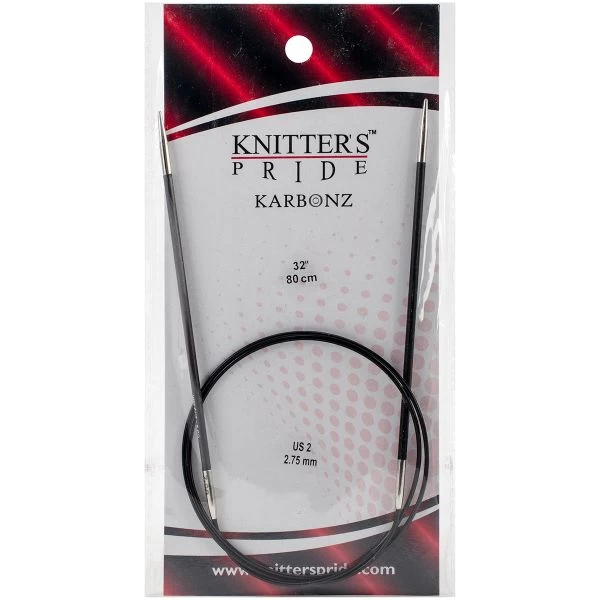 KNITTER'S™
PRIDE
KARBONZ
32"
80 cm
US 2
2.75 mm
www.knitterspride.com